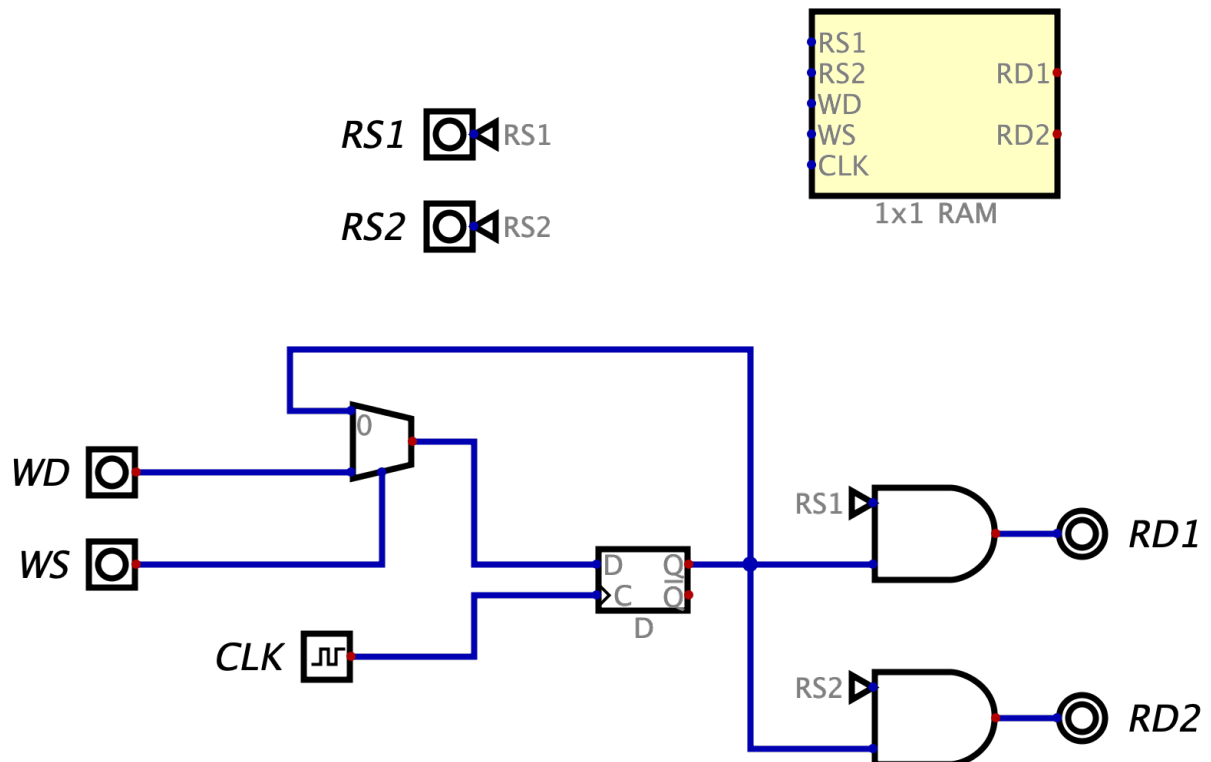 RS1
RS2
WD
WS
CLK
RD1
RD2
1x1 RAM
RS1 RS1
RS2 RS2
0
WD
WS
D Q
C Q
D
CLK
RS1
RD1
RS2
RD2